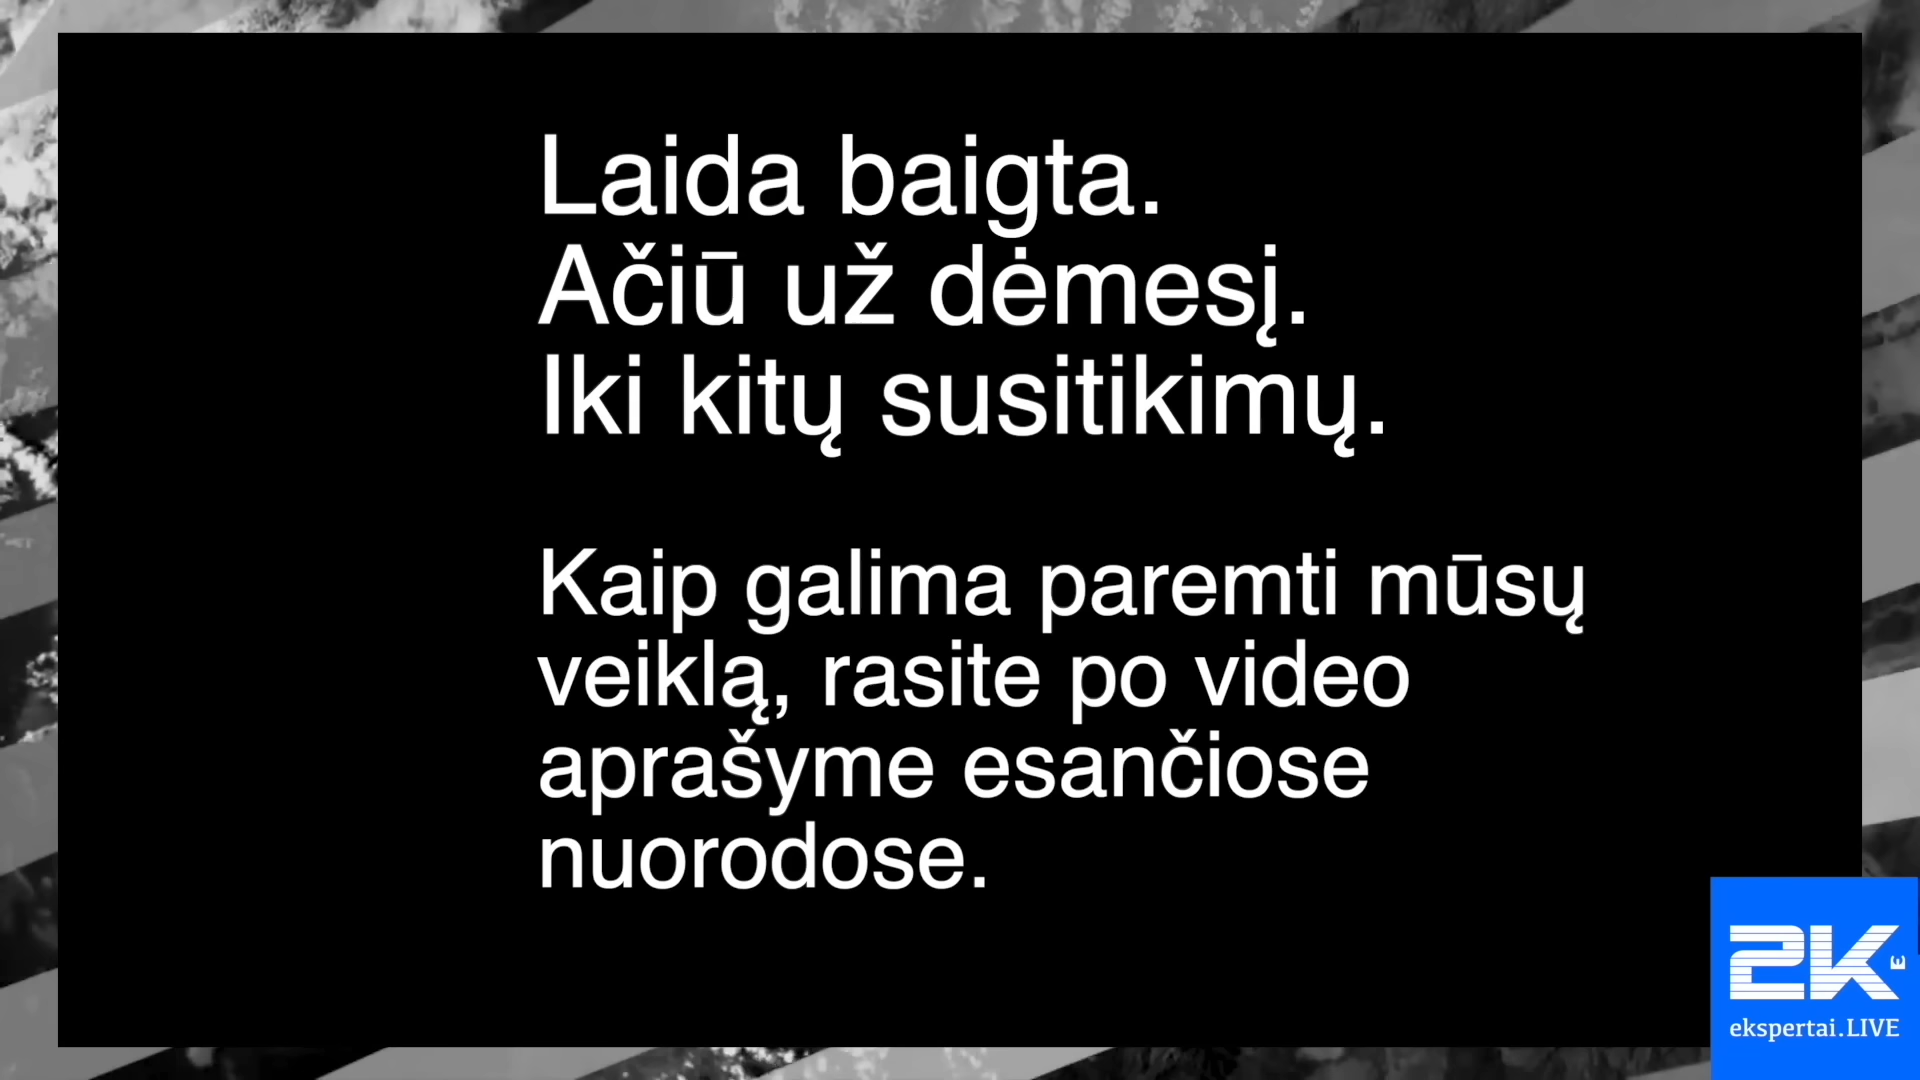 Laida baigta.
Ačiū už dėmesį.
Iki kitų susitikimų.
Kaip galima paremti mūsų
veiklą, rasite po video
aprašyme esančiose
nuorodose.
2K
E
ekspertai.LIVE